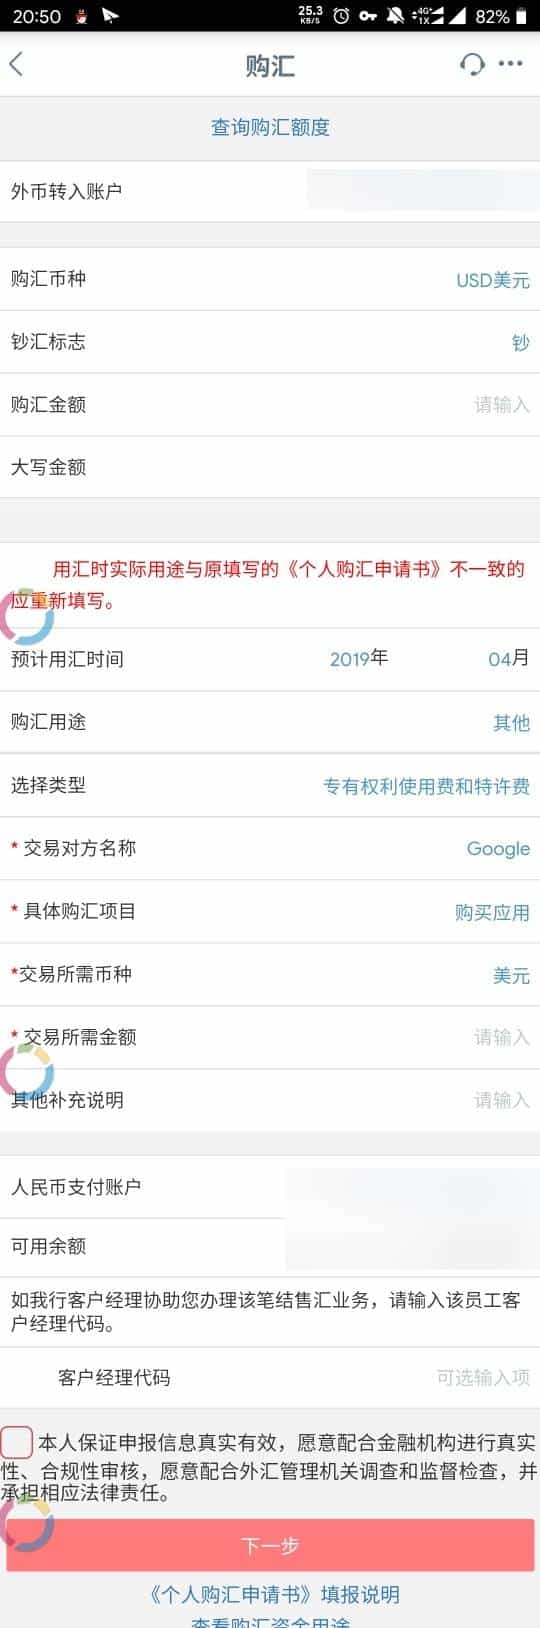 20:50
25.3
KB/S
4G+
1X
82%
购汇
查询购汇额度
外币转入账户
购汇币种 USD美元
钞汇标志 钞
购汇金额 请输入
大写金额
用汇时实际用途与原填写的《个人购汇申请书》不一致的
应重新填写。
预计用汇时间 2019年 04月
购汇用途 其他
选择类型 专有权利使用费和特许费
* 交易对方名称 Google
* 具体购汇项目 购买应用
*交易所需币种 美元
* 交易所需金额 请输入
其他补充说明 请输入
人民币支付账户
可用余额
如我行客户经理协助您办理该笔结售汇业务，请输入该员工客
户经理代码。
客户经理代码 可选输入项
本人保证申报信息真实有效，愿意配合金融机构进行真实
性、合规性审核，愿意配合外汇管理机关调查和监督检查，并
承担相应法律责任。
下一步
《个人购汇申请书》填报说明
查看购汇资金用途